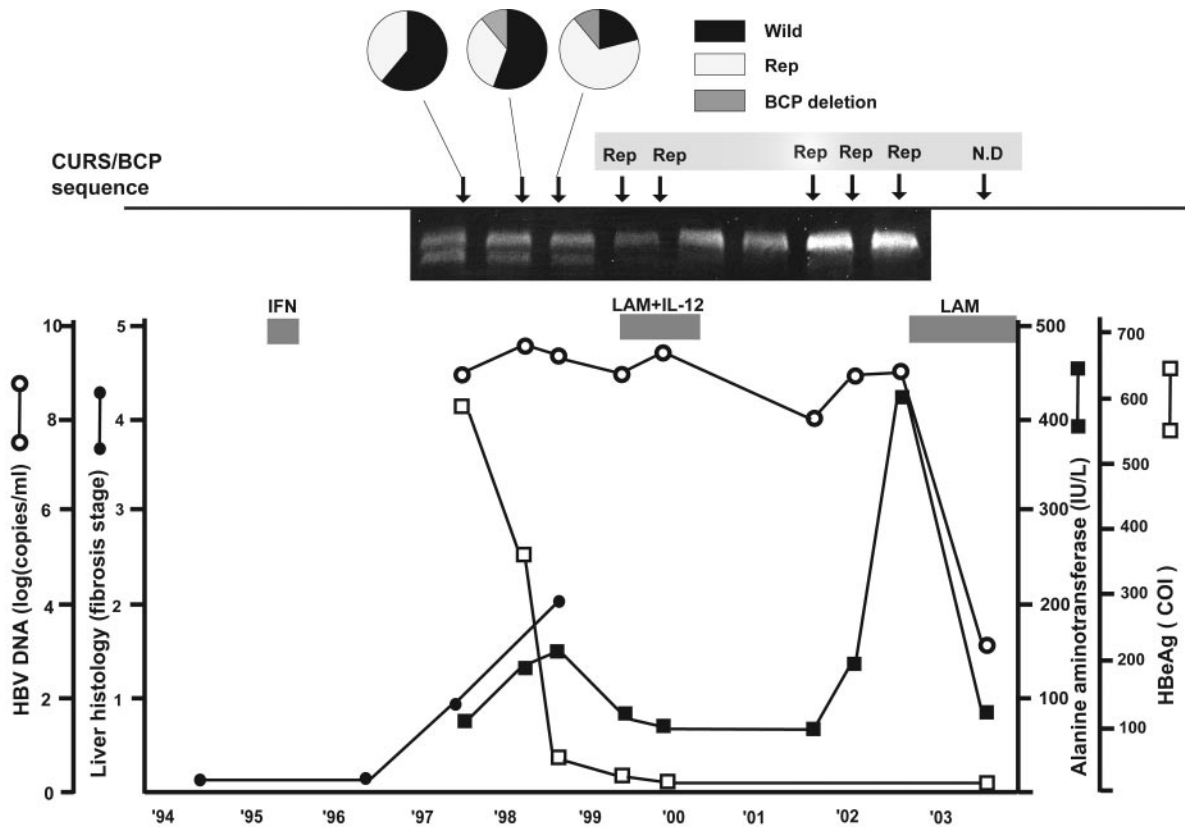 Wild
Rep
BCP deletion
CURS/BCP
sequence
Rep Rep Rep Rep Rep N.D
IFN LAM+IL-12 LAM
HBV DNA (log(copies/ml)
10
8
6
4
2
0
Liver histology (fibrosis stage)
5
4
3
2
1
500
400
300
200
100
Alanine aminotransferase (IU/L)
700
600
500
400
300
200
100
HBeAg ( COI )
'94 '95 '96 '97 '98 '99 '00 '01 '02 '03